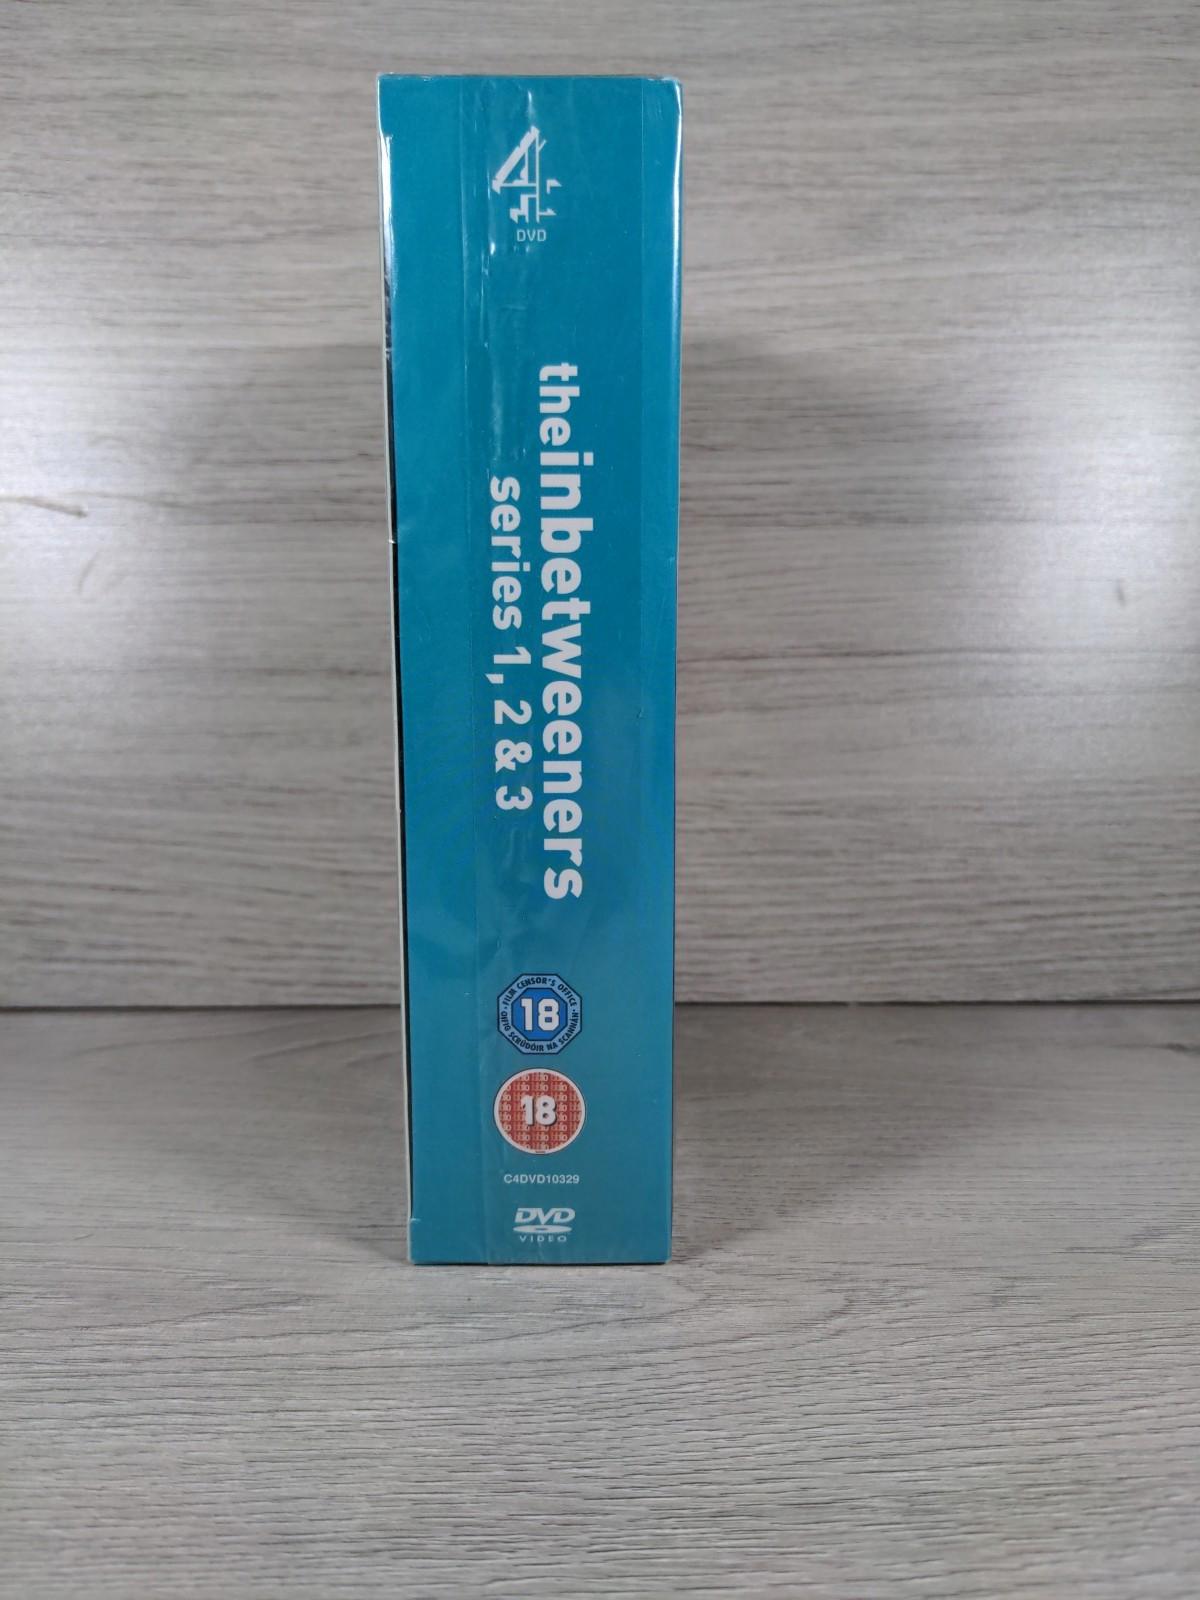 4
DVD
theinbetweeners
series 1, 2 & 3
· FILM CENSOR'S OFFICE ·
18
OIFIG SCRÚDÓIR NA SCANNÁN
18
C4DVD10329
DVD
VIDEO